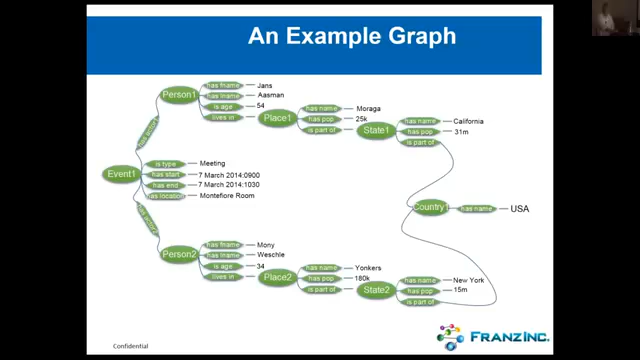 An Example Graph
has fname
Jans
has lname
Aasman
Person1
is age
54
lives in
Place1
has name
Moraga
has pop
25k
is part of
State1
has name
California
has pop
31m
is part of
Event1
is type
Meeting
has start
7 March 2014:0900
has end
7 March 2014:1030
has location
Montefiore Room
Country1
has name
USA
has fname
Mony
has lname
Weschle
Person2
is age
34
lives in
Place2
has name
Yonkers
has pop
180k
is part of
State2
has name
New York
has pop
15m
is part of
Confidential
FRANZ INC.